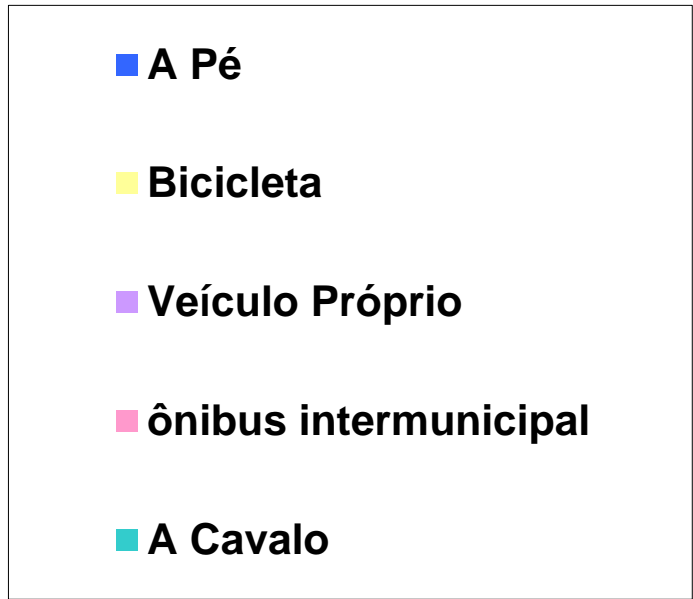 A Pé
Bicicleta
Veículo Próprio
ônibus intermunicipal
A Cavalo